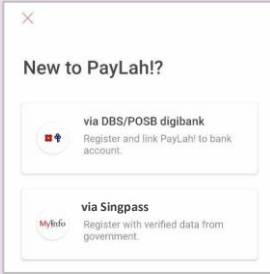 New to PayLah!?
via DBS/POSB digibank
Register and link PayLah! to bank
account.
via Singpass
MyInfo
Register with verified data from
government.